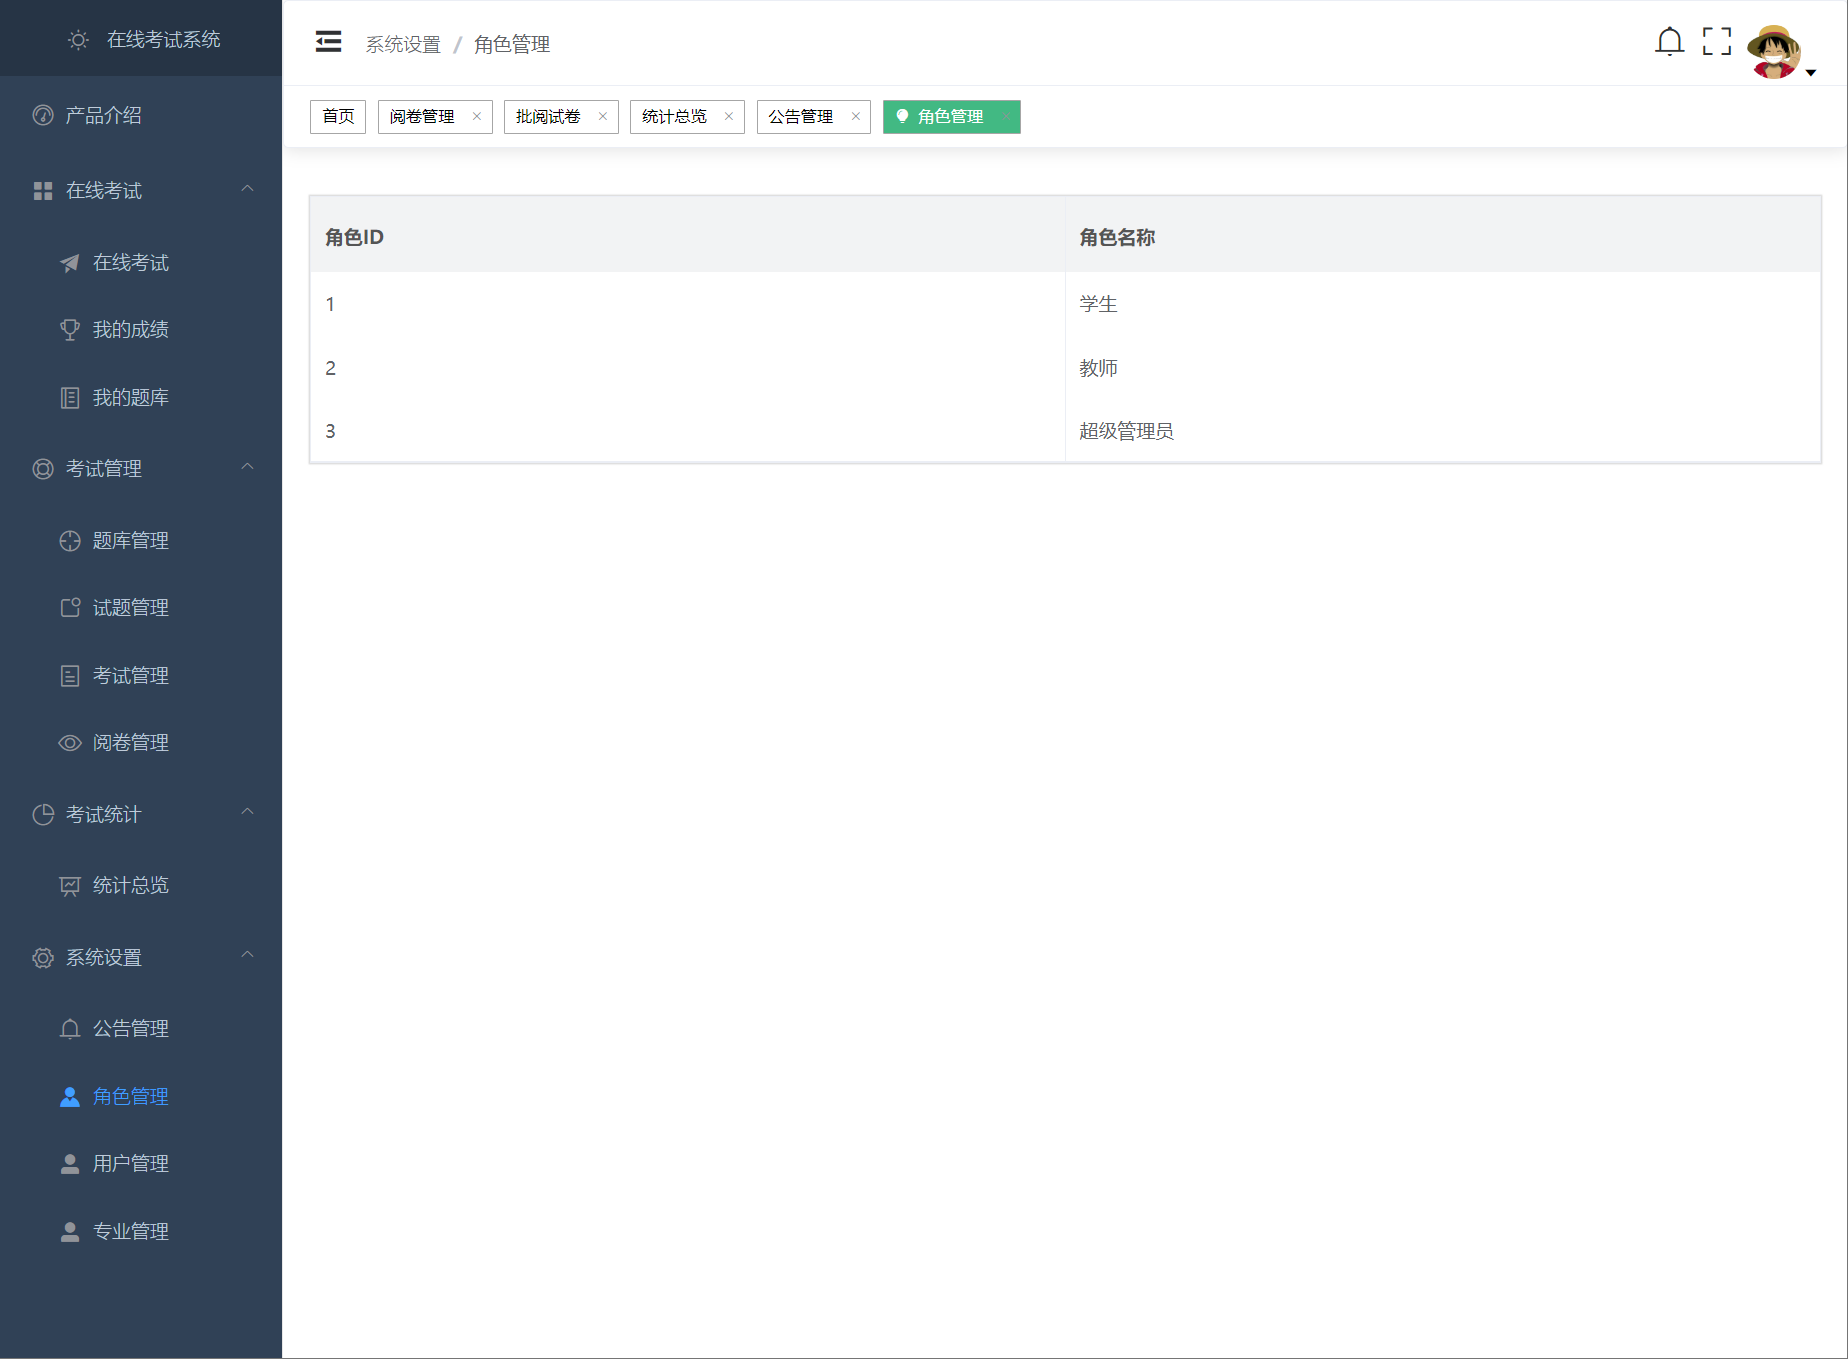 在线考试系统
产品介绍
在线考试
在线考试
我的成绩
我的题库
考试管理
题库管理
试题管理
考试管理
阅卷管理
考试统计
统计总览
系统设置
公告管理
角色管理
用户管理
专业管理
系统设置 / 角色管理
首页 阅卷管理 × 批阅试卷 × 统计总览 × 公告管理 × 角色管理
角色ID 角色名称
1 学生
2 教师
3 超级管理员